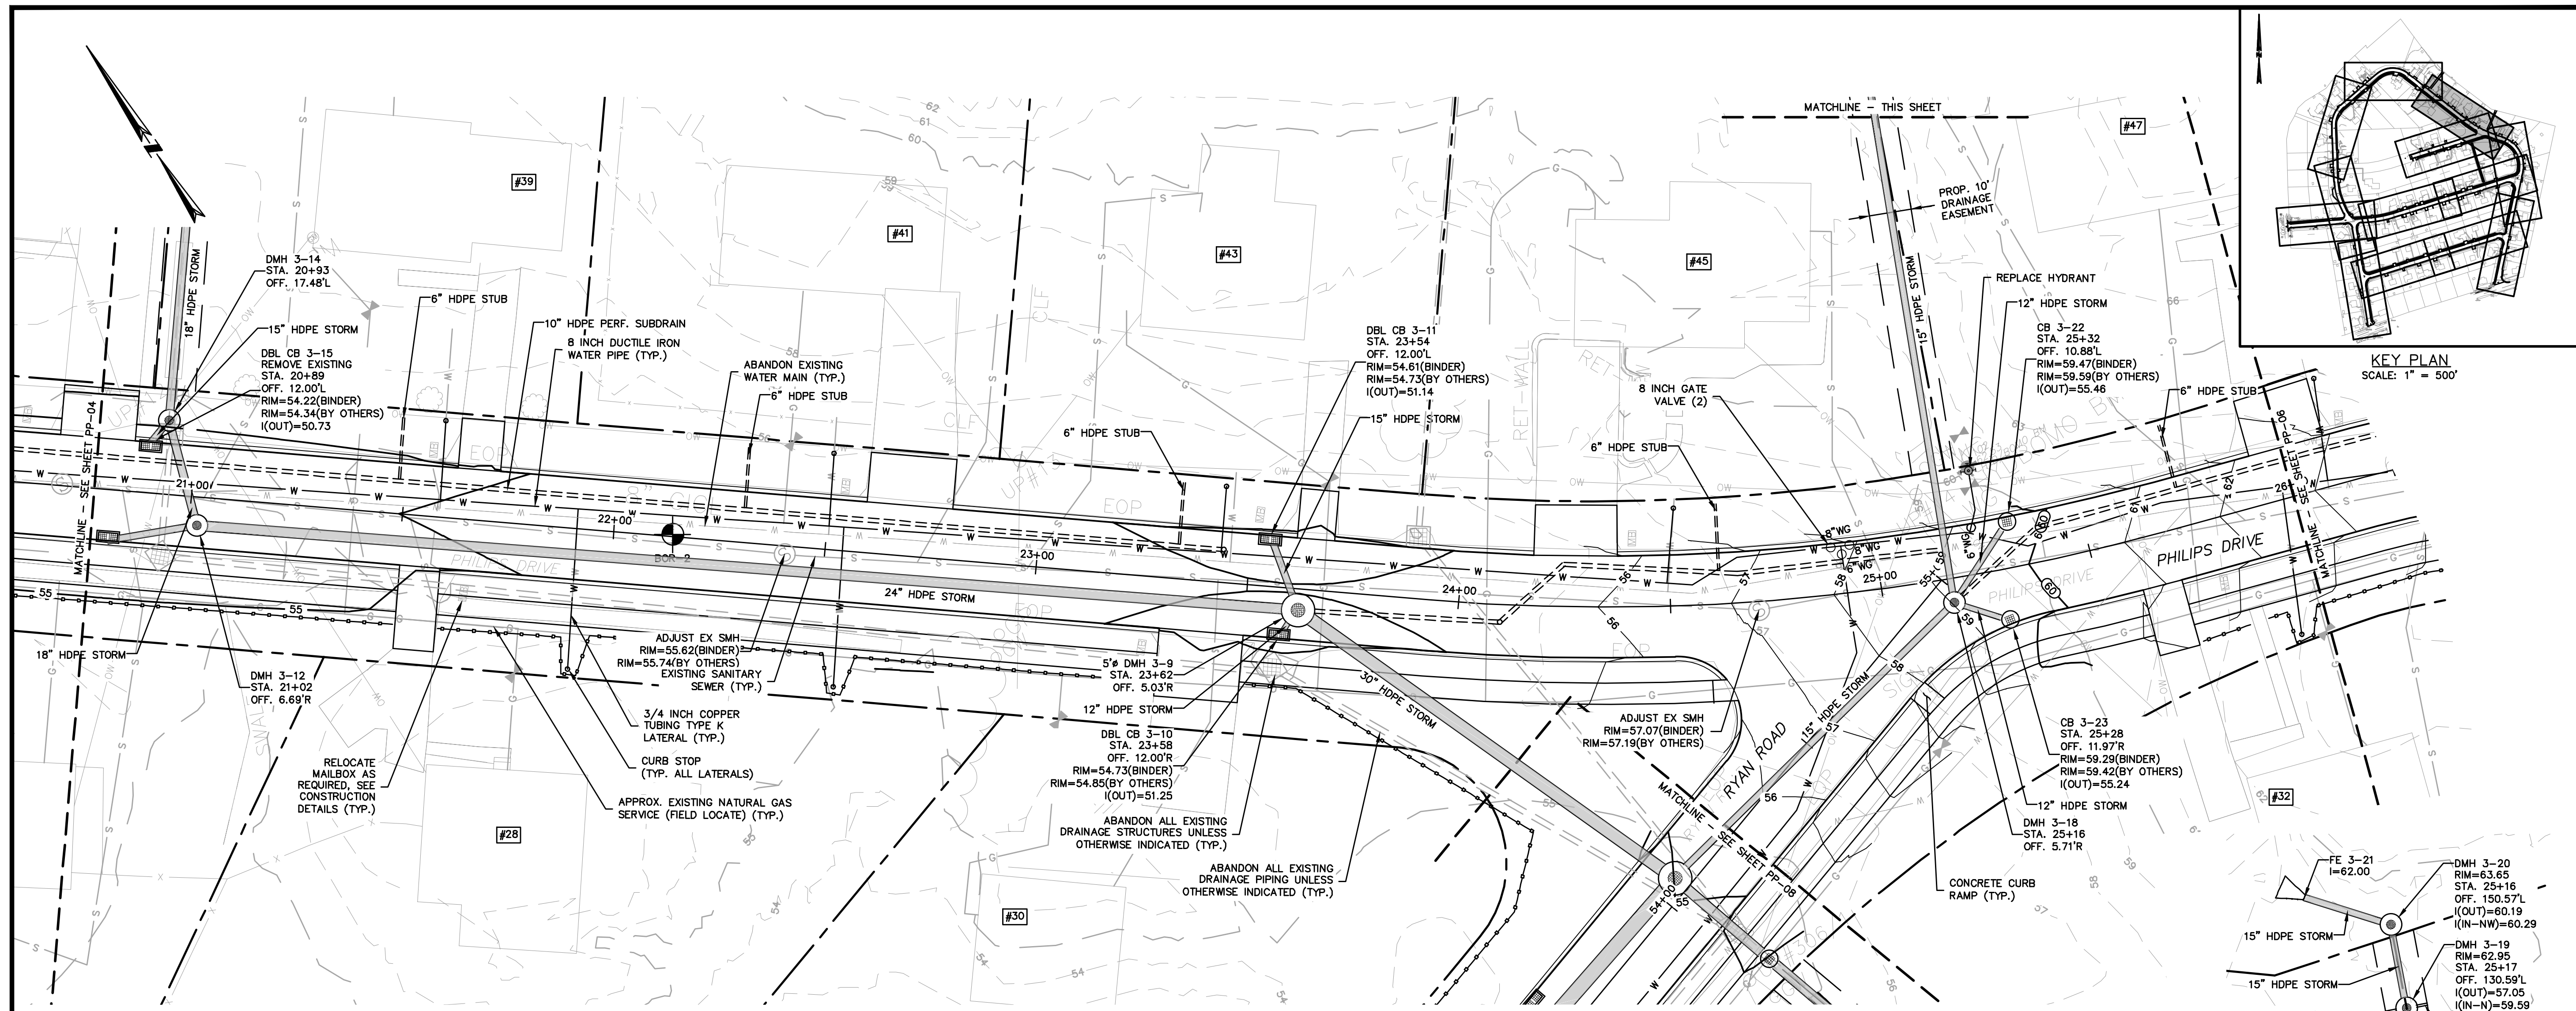 MATCHLINE - THIS SHEET
#47
#39
#41
#43
#45
PROP. 10'
DRAINAGE
EASEMENT
KEY PLAN
SCALE: 1" = 500'
18" HDPE STORM
DMH 3-14
STA. 20+93
OFF. 17.48'L
15" HDPE STORM
DBL CB 3-15
REMOVE EXISTING
STA. 20+89
OFF. 12.00'L
RIM=54.22(BINDER)
RIM=54.34(BY OTHERS)
I(OUT)=50.73
6" HDPE STUB
10" HDPE PERF. SUBDRAIN
8 INCH DUCTILE IRON
WATER PIPE (TYP.)
ABANDON EXISTING
WATER MAIN (TYP.)
6" HDPE STUB
6" HDPE STUB
DBL CB 3-11
STA. 23+54
OFF. 12.00'L
RIM=54.61(BINDER)
RIM=54.73(BY OTHERS)
I(OUT)=51.14
15" HDPE STORM
8 INCH GATE
VALVE (2)
6" HDPE STUB
15" HDPE STORM
REPLACE HYDRANT
12" HDPE STORM
CB 3-22
STA. 25+32
OFF. 10.88'L
RIM=59.47(BINDER)
RIM=59.59(BY OTHERS)
I(OUT)=55.46
6" HDPE STUB
MATCHLINE - SEE SHEET PP-04
MATCHLINE - SEE SHEET PP-06
21+00
22+00
23+00
24+00
25+00
BOR-2
EOP
EOP
EOP
EOP
CLF
CLF
RET-WALL
UP#13
8"WG
8"WG
6"WG
6"WG
PHILIPS DRIVE
PHILIPS DRIVE
PHILIPS DRIVE
24" HDPE STORM
18" HDPE STORM
DMH 3-12
STA. 21+02
OFF. 6.69'R
RELOCATE
MAILBOX AS
REQUIRED, SEE
CONSTRUCTION
DETAILS (TYP.)
#28
ADJUST EX SMH
RIM=55.62(BINDER)
RIM=55.74(BY OTHERS)
EXISTING SANITARY
SEWER (TYP.)
3/4 INCH COPPER
TUBING TYPE K
LATERAL (TYP.)
CURB STOP
(TYP. ALL LATERALS)
APPROX. EXISTING NATURAL GAS
SERVICE (FIELD LOCATE) (TYP.)
5'ø DMH 3-9
STA. 23+62
OFF. 5.03'R
12" HDPE STORM
DBL CB 3-10
STA. 23+58
OFF. 12.00'R
RIM=54.73(BINDER)
RIM=54.85(BY OTHERS)
I(OUT)=51.25
ABANDON ALL EXISTING
DRAINAGE STRUCTURES UNLESS
OTHERWISE INDICATED (TYP.)
ABANDON ALL EXISTING
DRAINAGE PIPING UNLESS
OTHERWISE INDICATED (TYP.)
#30
30" HDPE STORM
ADJUST EX SMH
RIM=57.07(BINDER)
RIM=57.19(BY OTHERS)
RYAN ROAD
15" HDPE STORM
MATCHLINE - SEE SHEET PP-08
54+00
CONCRETE CURB
RAMP (TYP.)
CB 3-23
STA. 25+28
OFF. 11.97'R
RIM=59.29(BINDER)
RIM=59.42(BY OTHERS)
I(OUT)=55.24
12" HDPE STORM
DMH 3-18
STA. 25+16
OFF. 5.71'R
#32
FE 3-21
I=62.00
15" HDPE STORM
DMH 3-20
RIM=63.65
STA. 25+16
OFF. 150.57'L
I(OUT)=60.19
I(IN-NW)=60.29
15" HDPE STORM
DMH 3-19
RIM=62.95
STA. 25+17
OFF. 130.59'L
I(OUT)=57.05
I(IN-N)=59.59